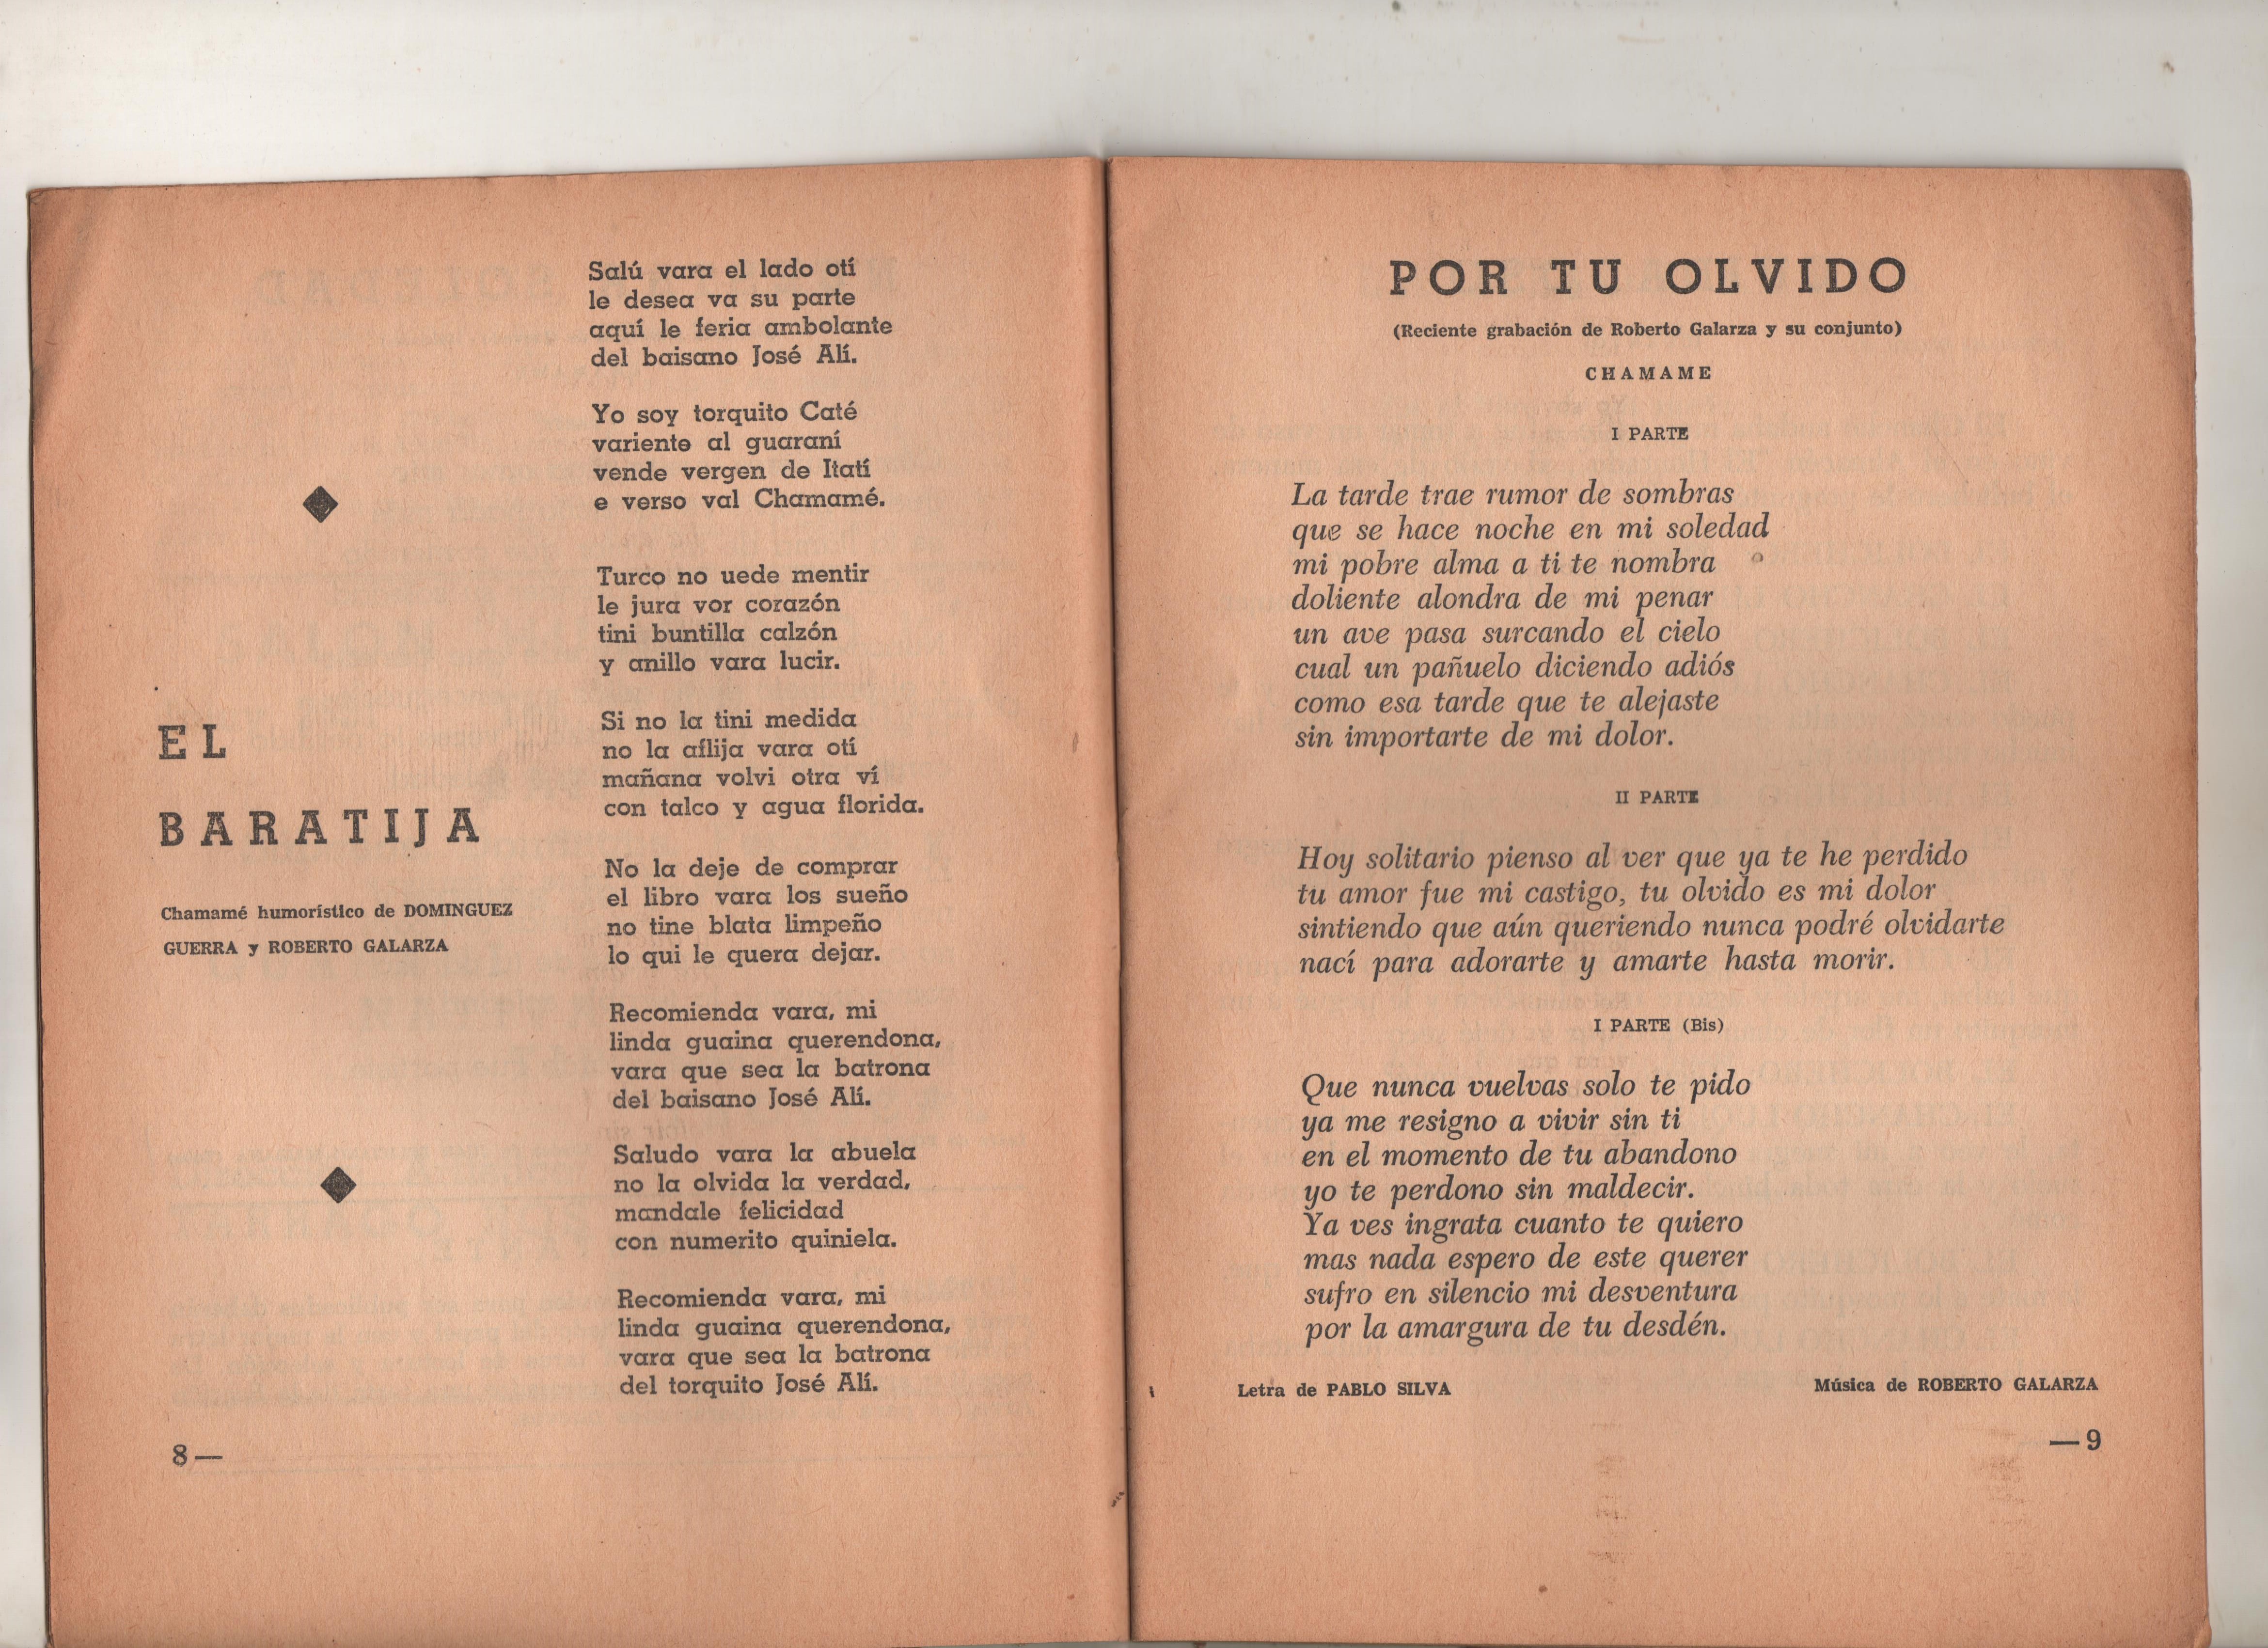 EL
BARATIJA
Chamamé humorístico de DOMINGUEZ
GUERRA y ROBERTO GALARZA
Salú vara el lado otí
le desea va su parte
aquí le feria ambolante
del baisano José Alí.
Yo soy torquito Caté
variente al guaraní
vende vergen de Itatí
e verso val Chamamé.
Turco no uede mentir
le jura vor corazón
tini buntilla calzón
y anillo vara lucir.
Si no la tini medida
no la aflija vara otí
mañana volvi otra ví
con talco y agua florida.
No la deje de comprar
el libro vara los sueño
no tine blata limpeño
lo qui le quera dejar.
Recomienda vara, mi
linda guaina querendona,
vara que sea la batrona
del baisano José Alí.
Saludo vara la abuela
no la olvida la verdad,
mandale felicidad
con numerito quiniela.
Recomienda vara, mi
linda guaina querendona,
vara que sea la batrona
del torquito José Alí.
8—
POR TU OLVIDO
(Reciente grabación de Roberto Galarza y su conjunto)
CHAMAME
I PARTE
La tarde trae rumor de sombras
que se hace noche en mi soledad
mi pobre alma a ti te nombra
doliente alondra de mi penar
un ave pasa surcando el cielo
cual un pañuelo diciendo adiós
como esa tarde que te alejaste
sin importarte de mi dolor.
II PARTE
Hoy solitario pienso al ver que ya te he perdido
tu amor fue mi castigo, tu olvido es mi dolor
sintiendo que aún queriendo nunca podré olvidarte
nací para adorarte y amarte hasta morir.
I PARTE (Bis)
Que nunca vuelvas solo te pido
ya me resigno a vivir sin ti
en el momento de tu abandono
yo te perdono sin maldecir.
Ya ves ingrata cuanto te quiero
mas nada espero de este querer
sufro en silencio mi desventura
por la amargura de tu desdén.
Letra de PABLO SILVA
Música de ROBERTO GALARZA
—9